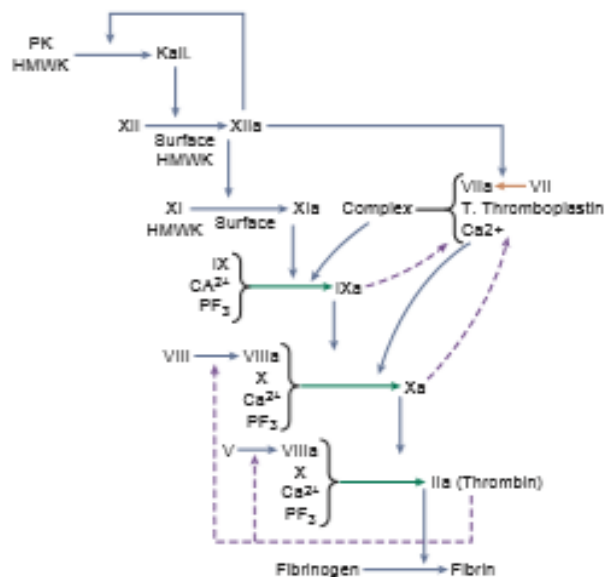 PK
HMWK
Kall.
XII
Surface
HMWK
XIIa
XI
HMWK
Surface
XIa
Complex
VIIa
VII
T. Thromboplastin
Ca2+
IX
CA²⁺
PF₃
IXa
VIII
VIIIa
X
Ca²⁺
PF₃
Xa
V
VIIIa
X
Ca²⁺
PF₃
IIa (Thrombin)
Fibrinogen
Fibrin